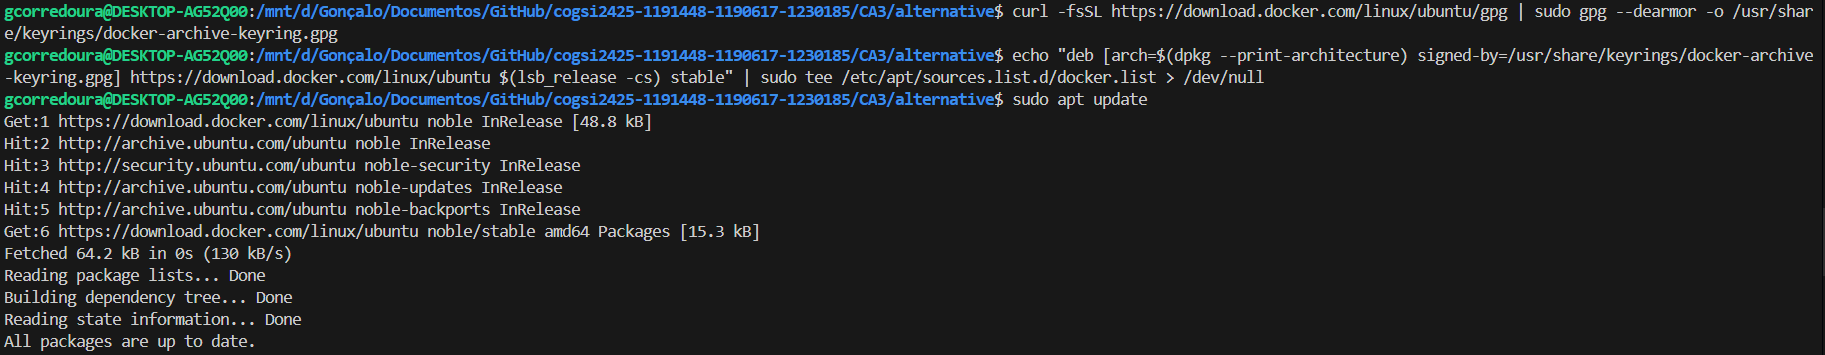 gcorredoura@DESKTOP-AG52Q00:/mnt/d/Gonçalo/Documentos/GitHub/cogsi2425-1191448-1190617-1230185/CA3/alternative$ curl -fsSL https://download.docker.com/linux/ubuntu/gpg | sudo gpg --dearmor -o /usr/shar
e/keyrings/docker-archive-keyring.gpg
gcorredoura@DESKTOP-AG52Q00:/mnt/d/Gonçalo/Documentos/GitHub/cogsi2425-1191448-1190617-1230185/CA3/alternative$ echo "deb [arch=$(dpkg --print-architecture) signed-by=/usr/share/keyrings/docker-archive
-keyring.gpg] https://download.docker.com/linux/ubuntu $(lsb_release -cs) stable" | sudo tee /etc/apt/sources.list.d/docker.list > /dev/null
gcorredoura@DESKTOP-AG52Q00:/mnt/d/Gonçalo/Documentos/GitHub/cogsi2425-1191448-1190617-1230185/CA3/alternative$ sudo apt update
Get:1 https://download.docker.com/linux/ubuntu noble InRelease [48.8 kB]
Hit:2 http://archive.ubuntu.com/ubuntu noble InRelease
Hit:3 http://security.ubuntu.com/ubuntu noble-security InRelease
Hit:4 http://archive.ubuntu.com/ubuntu noble-updates InRelease
Hit:5 http://archive.ubuntu.com/ubuntu noble-backports InRelease
Get:6 https://download.docker.com/linux/ubuntu noble/stable amd64 Packages [15.3 kB]
Fetched 64.2 kB in 0s (130 kB/s)
Reading package lists... Done
Building dependency tree... Done
Reading state information... Done
All packages are up to date.